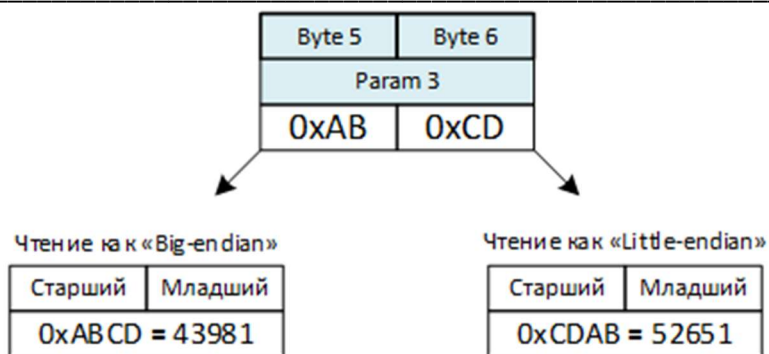 Byte 5 Byte 6
Param 3
0xAB 0xCD
Чтение как «Big-endian» Чтение как «Little-endian»
Старший Младший Старший Младший
0xABCD = 43981 0xCDAB = 52651